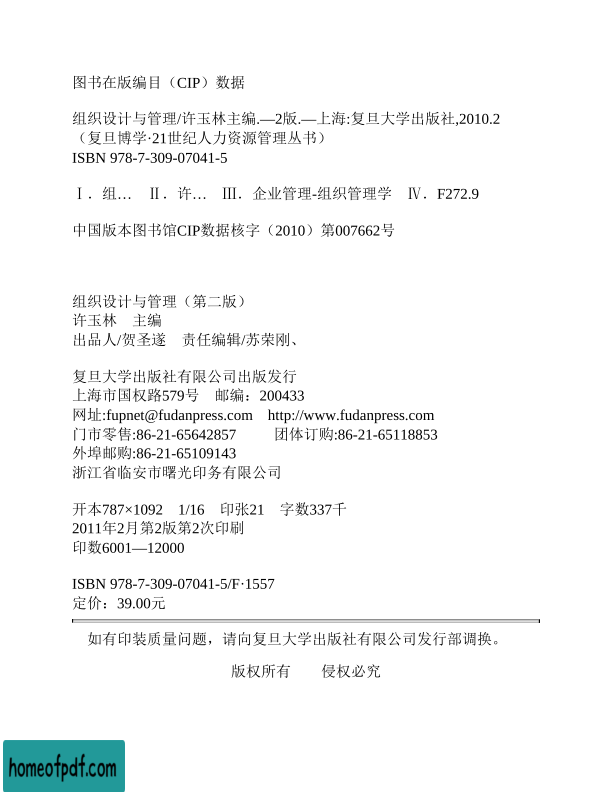 图书在版编目（CIP）数据
组织设计与管理/许玉林主编.—2版.—上海:复旦大学出版社,2010.2
（复旦博学·21世纪人力资源管理丛书）
ISBN 978-7-309-07041-5
Ⅰ．组… Ⅱ．许… Ⅲ．企业管理-组织管理学 Ⅳ．F272.9
中国版本图书馆CIP数据核字（2010）第007662号
组织设计与管理（第二版）
许玉林 主编
出品人/贺圣遂 责任编辑/苏荣刚、
复旦大学出版社有限公司出版发行
上海市国权路579号 邮编：200433
网址:fupnet@fudanpress.com http://www.fudanpress.com
门市零售:86-21-65642857 团体订购:86-21-65118853
外埠邮购:86-21-65109143
浙江省临安市曙光印务有限公司
开本787×1092 1/16 印张21 字数337千
2011年2月第2版第2次印刷
印数6001—12000
ISBN 978-7-309-07041-5/F·1557
定价：39.00元
如有印装质量问题，请向复旦大学出版社有限公司发行部调换。
版权所有 侵权必究
homeofpdf.com